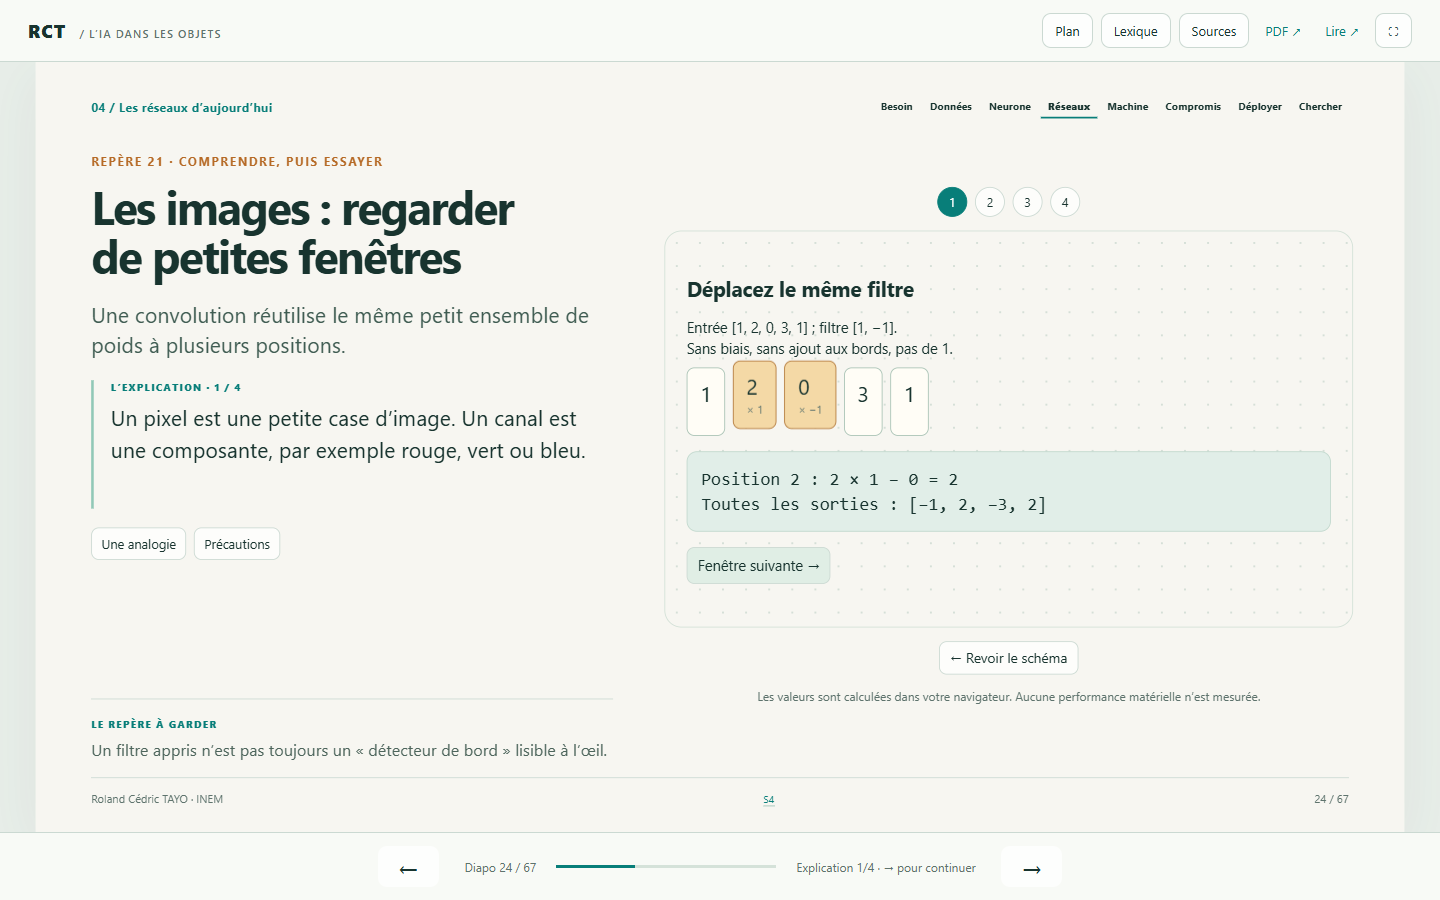 RCT / L'IA DANS LES OBJETS
Plan Lexique Sources PDF ↗ Lire ↗
04 / Les réseaux d'aujourd'hui
Besoin Données Neurone Réseaux Machine Compromis Déployer Chercher
REPÈRE 21 · COMPRENDRE, PUIS ESSAYER
Les images : regarder
de petites fenêtres
Une convolution réutilise le même petit ensemble de
poids à plusieurs positions.
L'EXPLICATION · 1 / 4
Un pixel est une petite case d'image. Un canal est
une composante, par exemple rouge, vert ou bleu.
Une analogie Précautions
1 2 3 4
Déplacez le même filtre
Entrée [1, 2, 0, 3, 1] ; filtre [1, −1].
Sans biais, sans ajout aux bords, pas de 1.
1 2 0 3 1
× 1 × −1
Position 2 : 2 × 1 − 0 = 2
Toutes les sorties : [−1, 2, −3, 2]
Fenêtre suivante →
← Revoir le schéma
Les valeurs sont calculées dans votre navigateur. Aucune performance matérielle n'est mesurée.
LE REPÈRE À GARDER
Un filtre appris n'est pas toujours un « détecteur de bord » lisible à l'œil.
Roland Cédric TAYO · INEM S4 24 / 67
← Diapo 24 / 67 Explication 1/4 · → pour continuer →